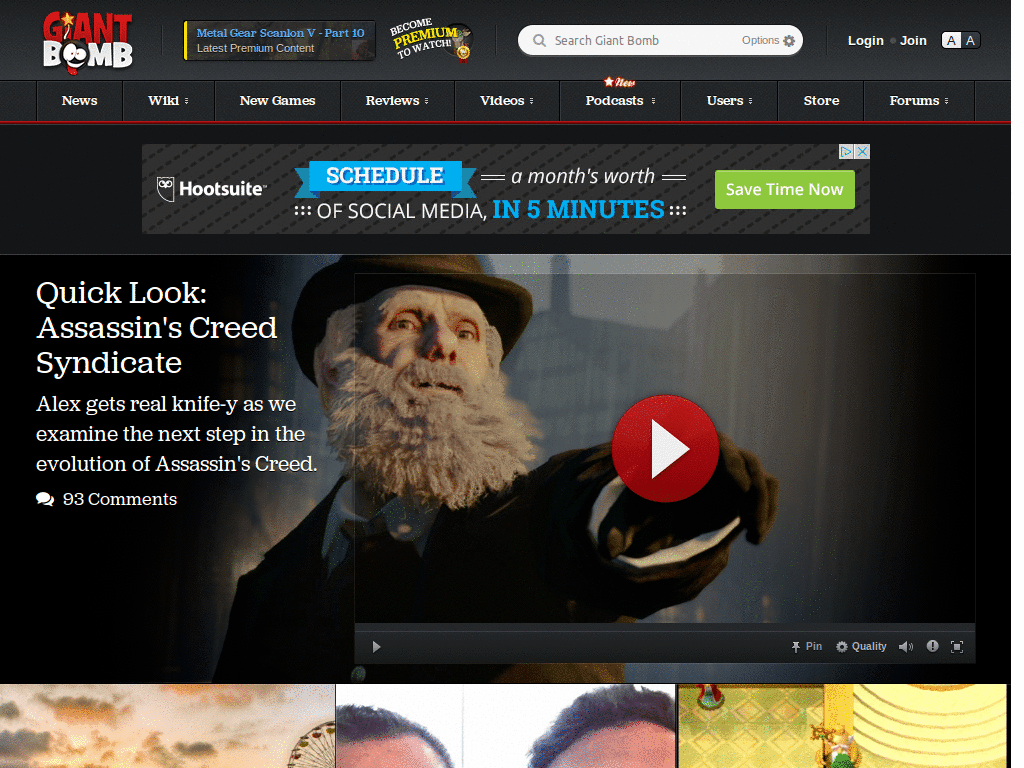 GIANT BOMB
Metal Gear Scanlon V - Part 10
Latest Premium Content
BECOME
PREMIUM
TO WATCH!
Search Giant Bomb
Options
Login
Join
A A
News
Wiki
New Games
Reviews
Videos
New
Podcasts
Users
Store
Forums
Hootsuite™
SCHEDULE a month's worth
OF SOCIAL MEDIA, IN 5 MINUTES
Save Time Now
Quick Look:
Assassin's Creed
Syndicate
Alex gets real knife-y as we
examine the next step in the
evolution of Assassin's Creed.
93 Comments
Pin
Quality